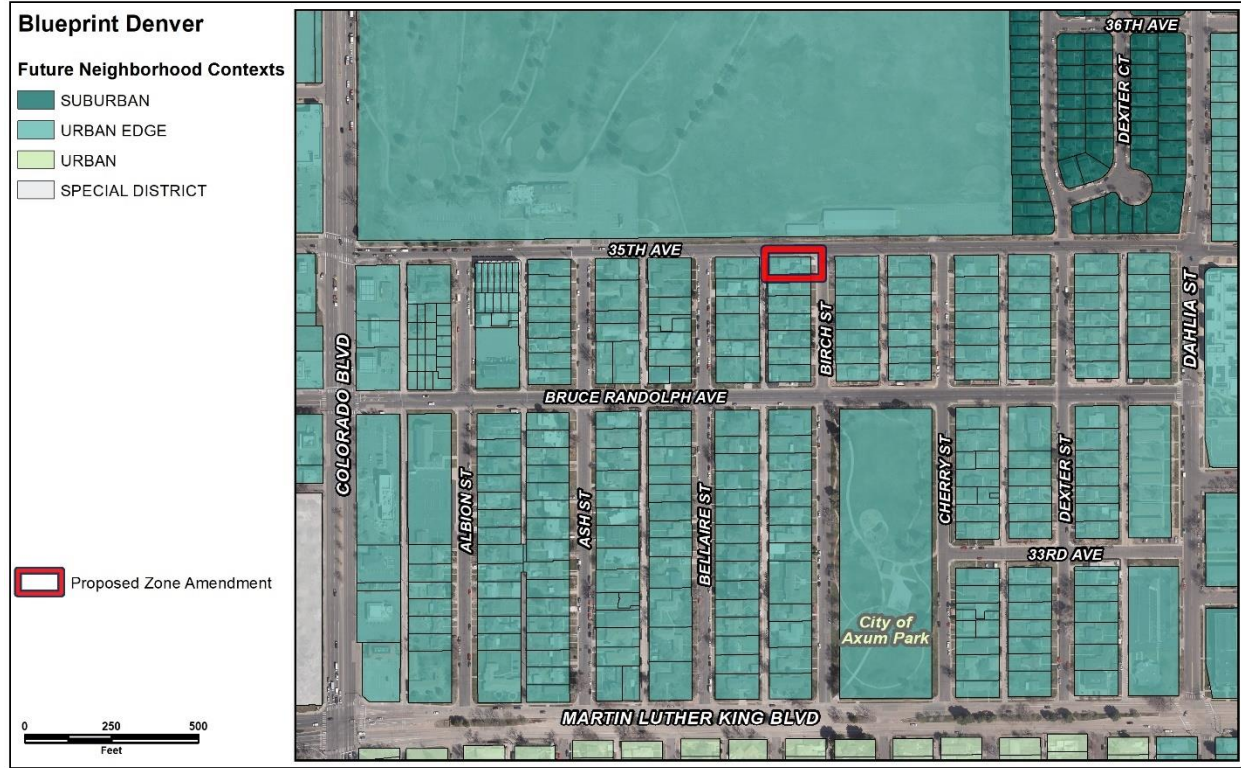 Blueprint Denver
Future Neighborhood Contexts
SUBURBAN
URBAN EDGE
URBAN
SPECIAL DISTRICT
Proposed Zone Amendment
0 250 500
Feet
36TH AVE
DEXTER CT
35TH AVE
DAHLIA ST
BIRCH ST
COLORADO BLVD
BRUCE RANDOLPH AVE
ALBION ST
ASH ST
BELLAIRE ST
CHERRY ST
DEXTER ST
33RD AVE
City of
Axum Park
MARTIN LUTHER KING BLVD